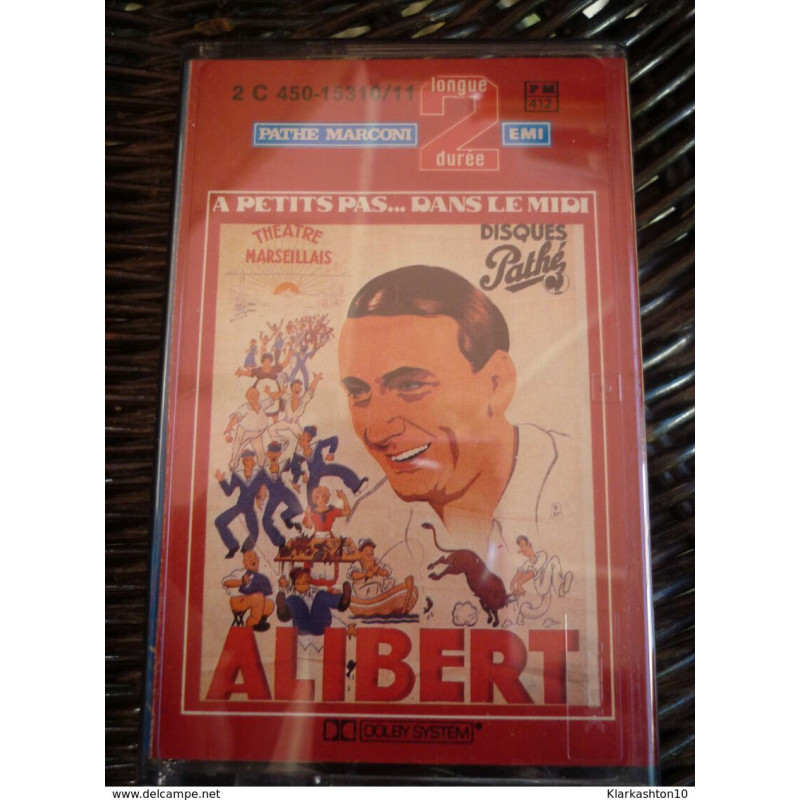 2 C 450-15310/11
longue
2
durée
PM
412
PATHE MARCONI
EMI
A PETITS PAS... DANS LE MIDI
THÉATRE
MARSEILLAIS
DISQUES
Pathé
ALIBERT
DOLBY SYSTEM
www.delcampe.net
Klarkashton10